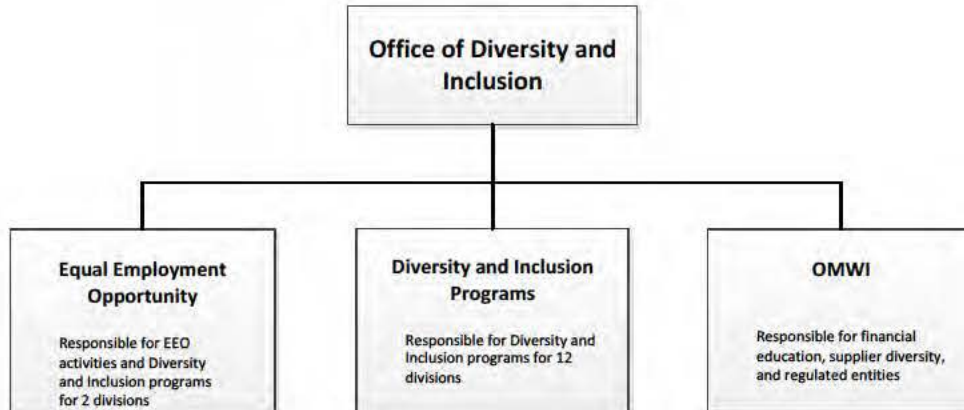 Office of Diversity and
Inclusion
Equal Employment
Opportunity
Responsible for EEO
activities and Diversity
and Inclusion programs
for 2 divisions
Diversity and Inclusion
Programs
Responsible for Diversity and
Inclusion programs for 12
divisions
OMWI
Responsible for financial
education, supplier diversity,
and regulated entities